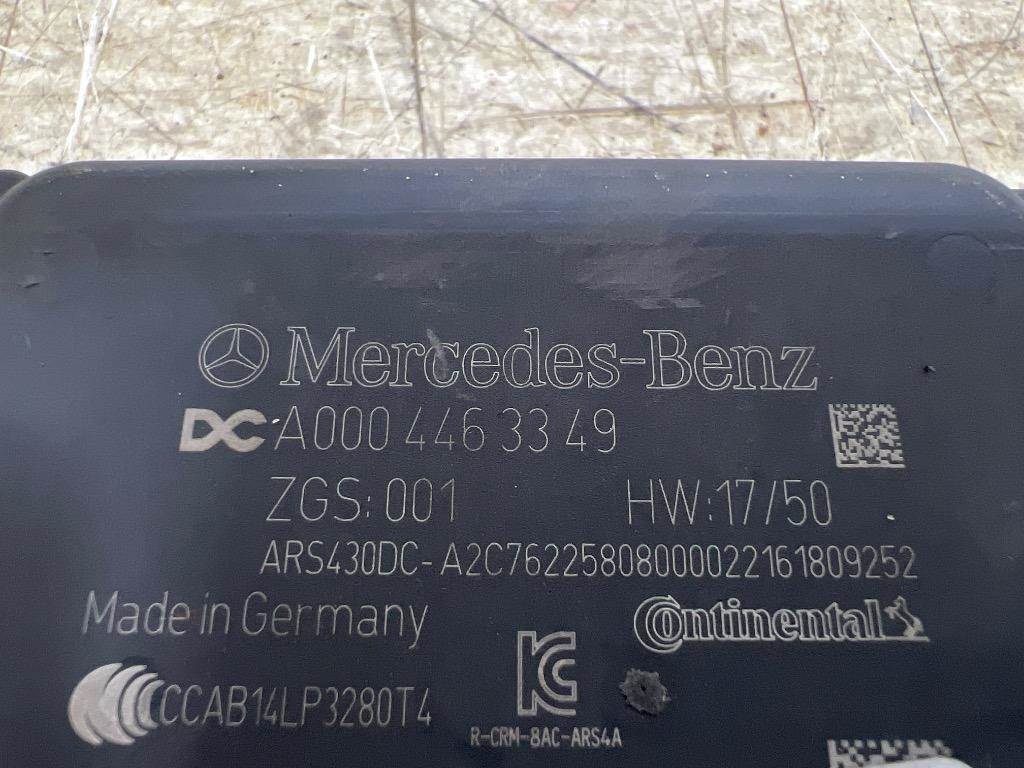 Mercedes-Benz
DC A000 446 33 49
ZGS: 001 HW:17/50
ARS430DC-A2C76225808000022161809252
Made in Germany Continental
CCAB14LP3280T4
R-CRM-8AC-ARS4A